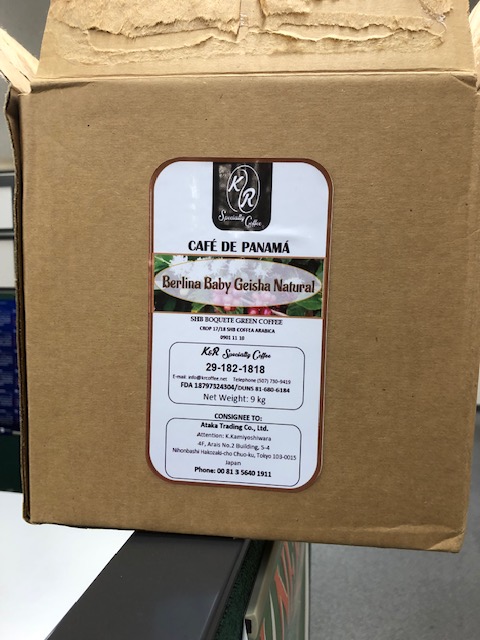 KR
Specialty Coffee
CAFÉ DE PANAMÁ
Berlina Baby Geisha Natural
SHB BOQUETE GREEN COFFEE
CROP 17/18 SHB COFFEA ARABICA
0901 11 10
K&R Specialty Coffee
29-182-1818
E-mail: info@krcoffee.net Telephone (507) 730-9419
FDA 18797324304/DUNS 81-680-6184
Net Weight: 9 kg
CONSIGNEE TO:
Ataka Trading Co., Ltd.
Attention: K.Kamiyoshiwara
4F, Arais No.2 Building, 5-4
Nihonbashi Hakozaki-cho Chuo-ku, Tokyo 103-0015
Japan
Phone: 00 81 3 5640 1911